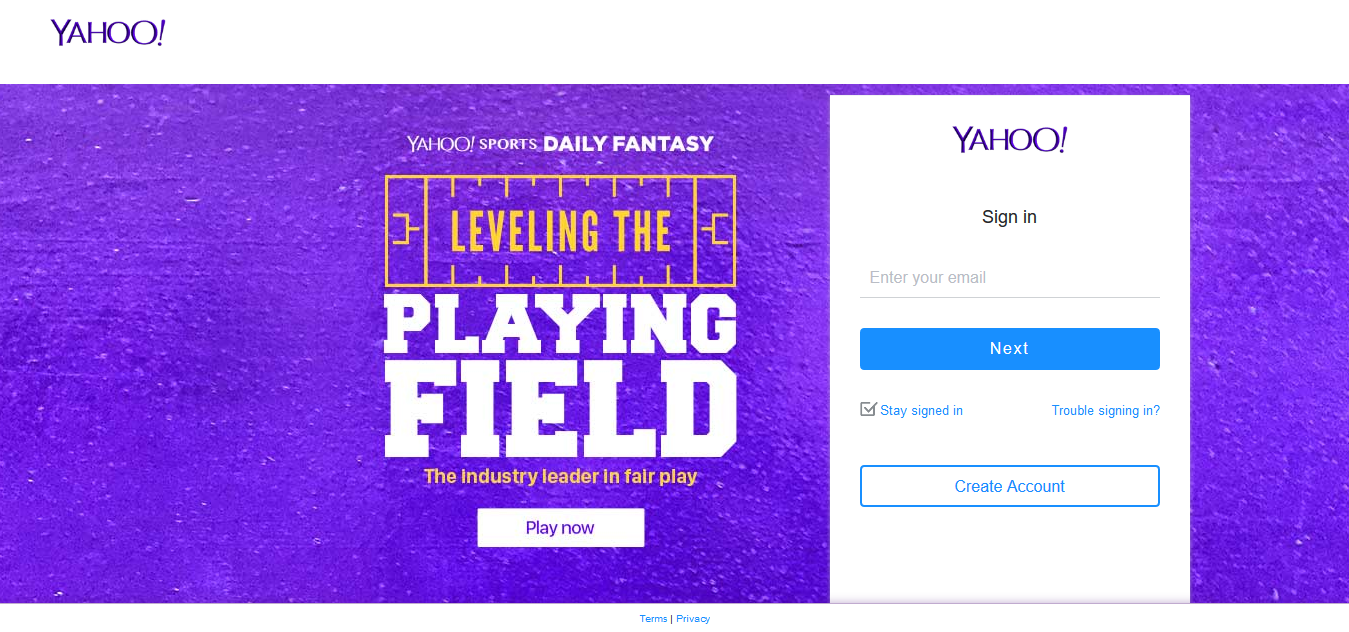 YAHOO!
YAHOO! SPORTS DAILY FANTASY
LEVELING THE
PLAYING
FIELD
The industry leader in fair play
Play now
YAHOO!
Sign in
Enter your email
Next
Stay signed in
Trouble signing in?
Create Account
Terms | Privacy